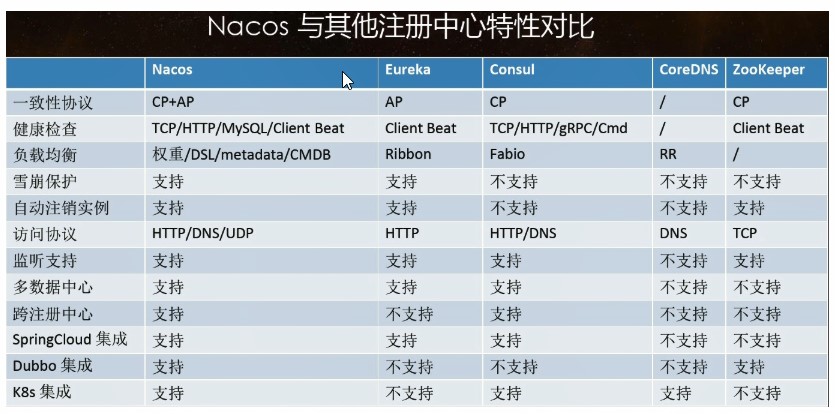 Nacos 与其他注册中心特性对比
Nacos Eureka Consul CoreDNS ZooKeeper
一致性协议 CP+AP AP CP / CP
健康检查 TCP/HTTP/MySQL/Client Beat Client Beat TCP/HTTP/gRPC/Cmd / Client Beat
负载均衡 权重/DSL/metadata/CMDB Ribbon Fabio RR /
雪崩保护 支持 支持 不支持 不支持 不支持
自动注销实例 支持 支持 不支持 不支持 支持
访问协议 HTTP/DNS/UDP HTTP HTTP/DNS DNS TCP
监听支持 支持 支持 支持 不支持 支持
多数据中心 支持 支持 支持 不支持 不支持
跨注册中心 支持 不支持 支持 不支持 不支持
SpringCloud 集成 支持 支持 支持 不支持 不支持
Dubbo 集成 支持 不支持 不支持 不支持 支持
K8s 集成 支持 不支持 支持 支持 不支持